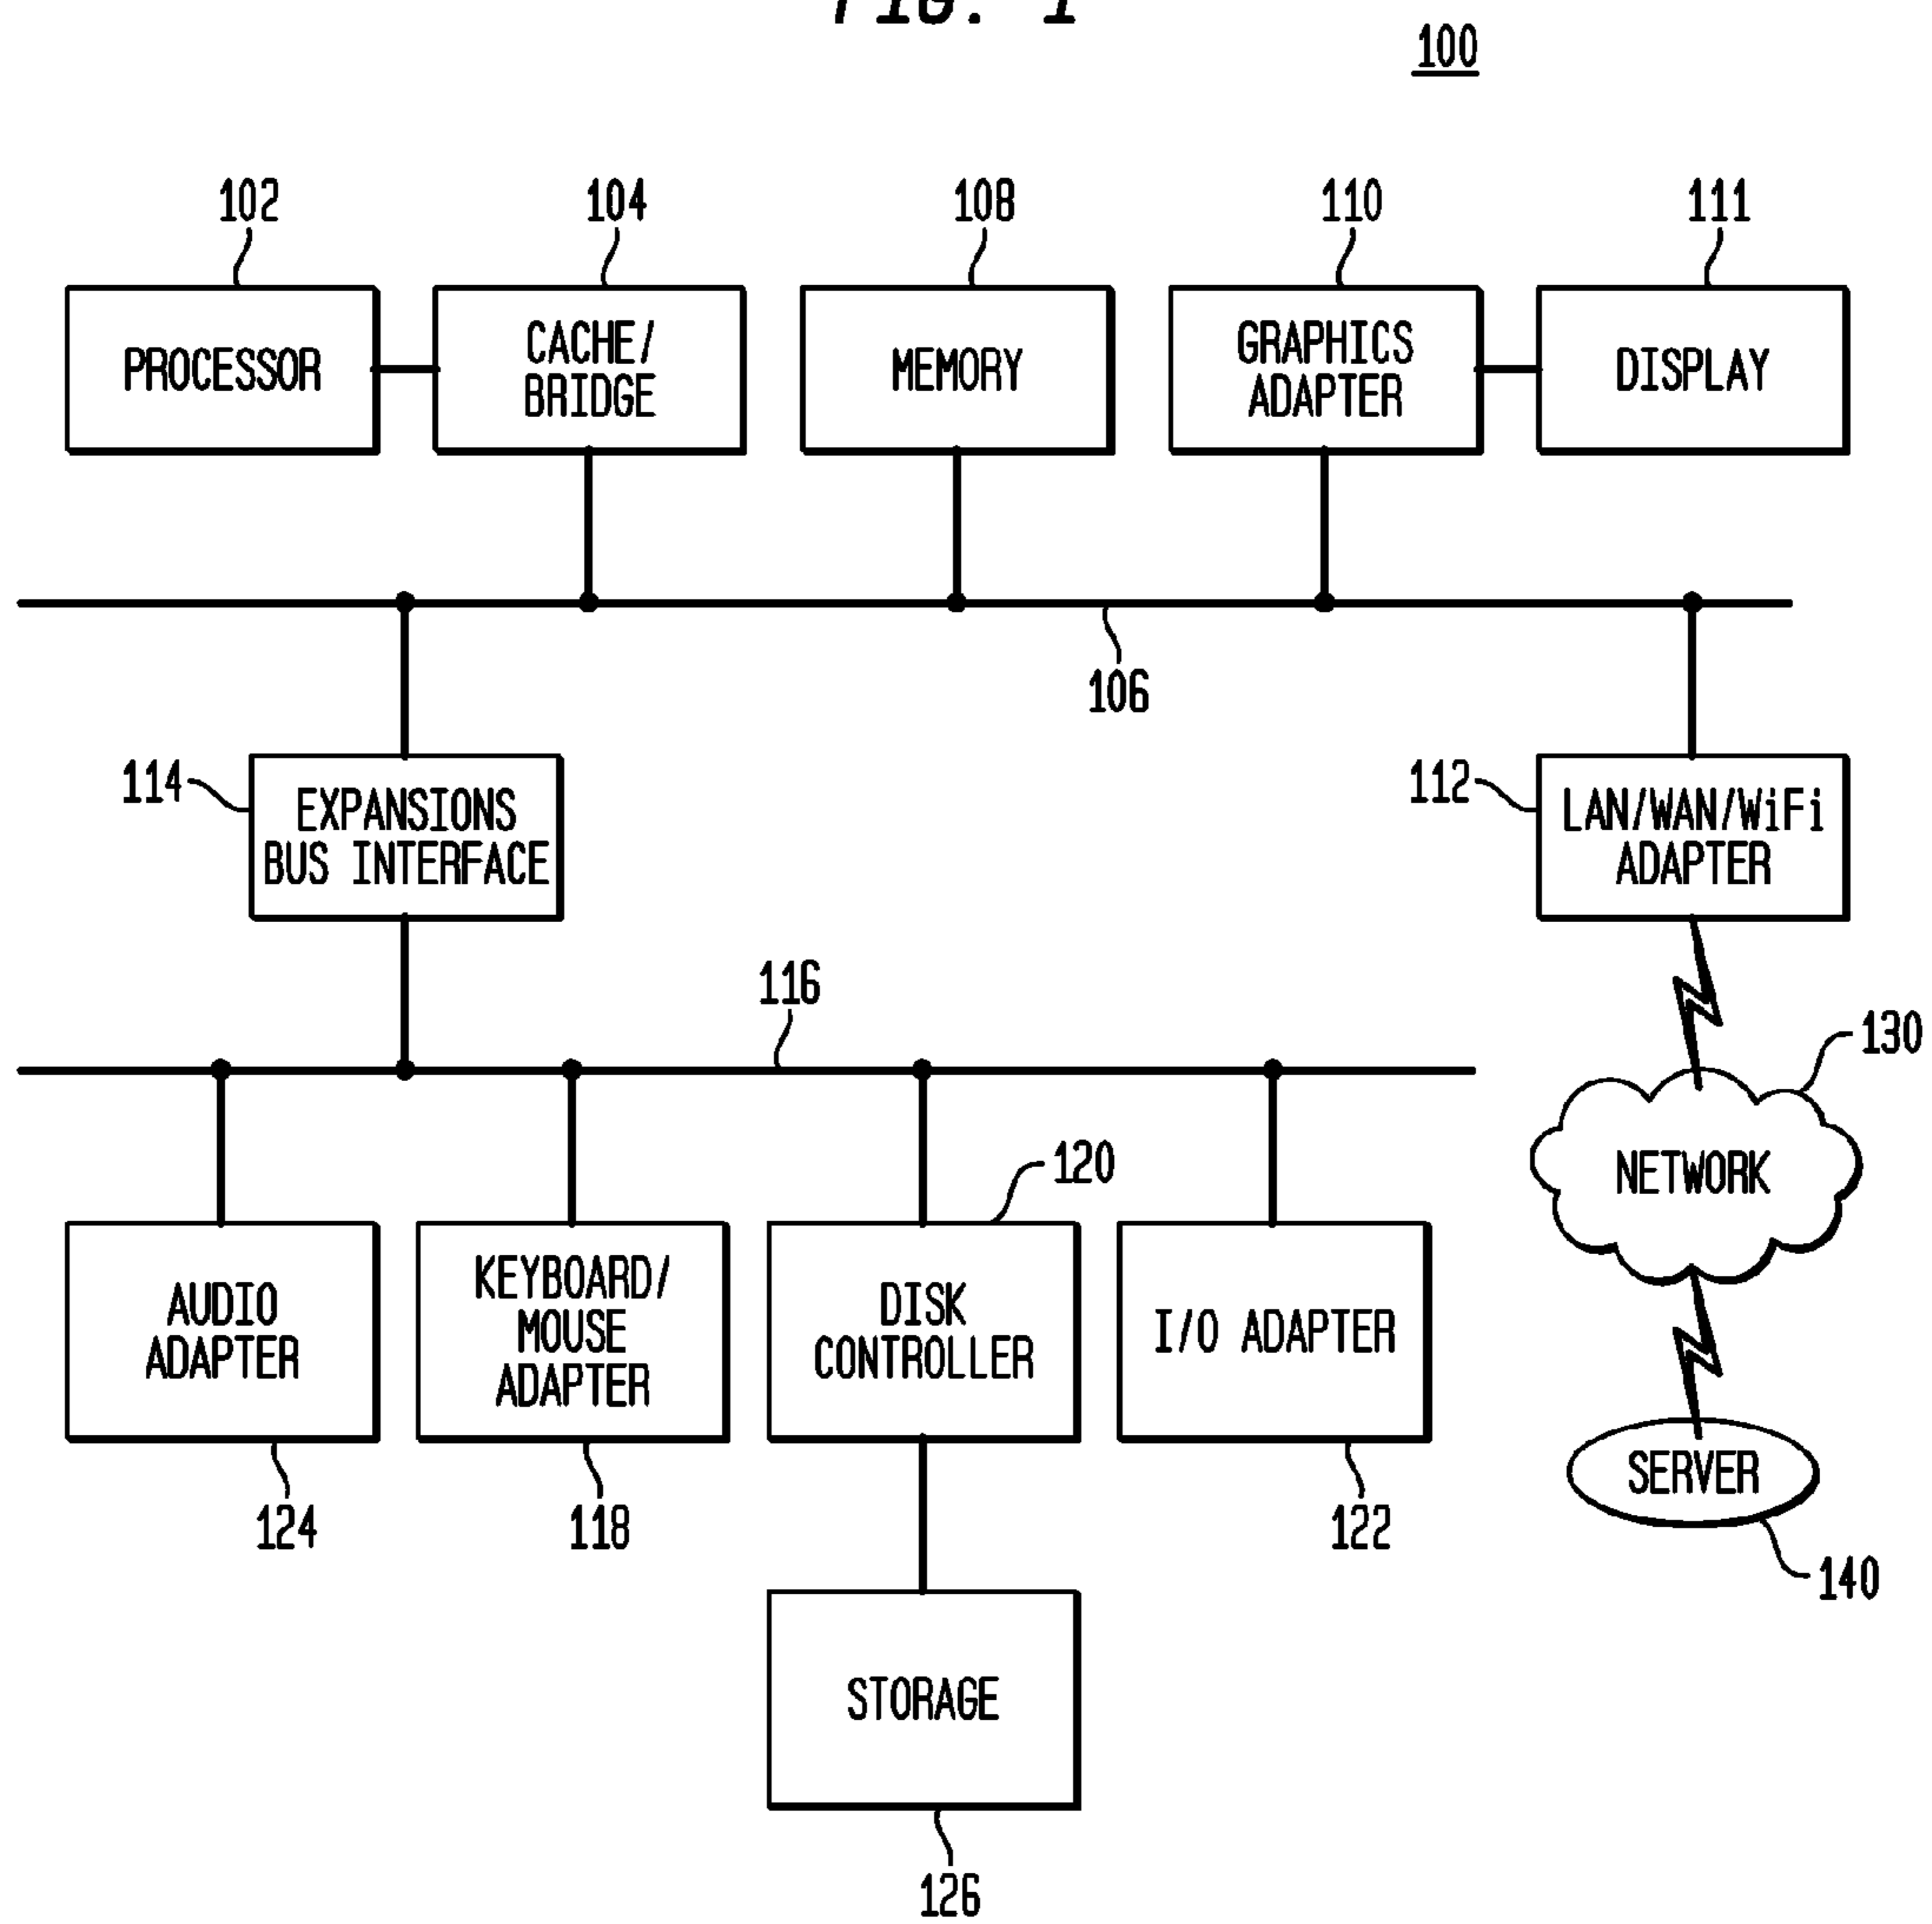 FIG. 1
100
102
104
108
110
111
PROCESSOR
CACHE/
BRIDGE
MEMORY
GRAPHICS
ADAPTER
DISPLAY
106
114
EXPANSIONS
BUS INTERFACE
112
LAN/WAN/WiFi
ADAPTER
116
130
NETWORK
120
AUDIO
ADAPTER
KEYBOARD/
MOUSE
ADAPTER
DISK
CONTROLLER
I/O ADAPTER
SERVER
124
118
122
140
STORAGE
126